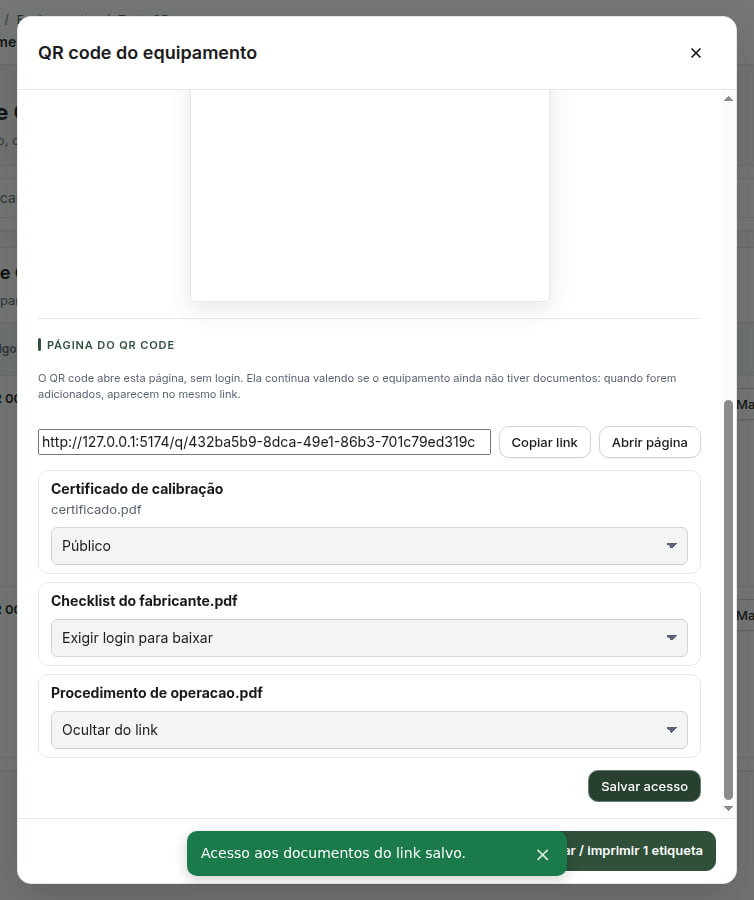 QR code do equipamento
PÁGINA DO QR CODE
O QR code abre esta página, sem login. Ela continua valendo se o equipamento ainda não tiver documentos: quando forem
adicionados, aparecem no mesmo link.
http://127.0.0.1:5174/q/432ba5b9-8dca-49e1-86b3-701c79ed319c
Copiar link
Abrir página
Certificado de calibração
certificado.pdf
Público
Checklist do fabricante.pdf
Exigir login para baixar
Procedimento de operacao.pdf
Ocultar do link
Salvar acesso
Acesso aos documentos do link salvo.
/ imprimir 1 etiqueta